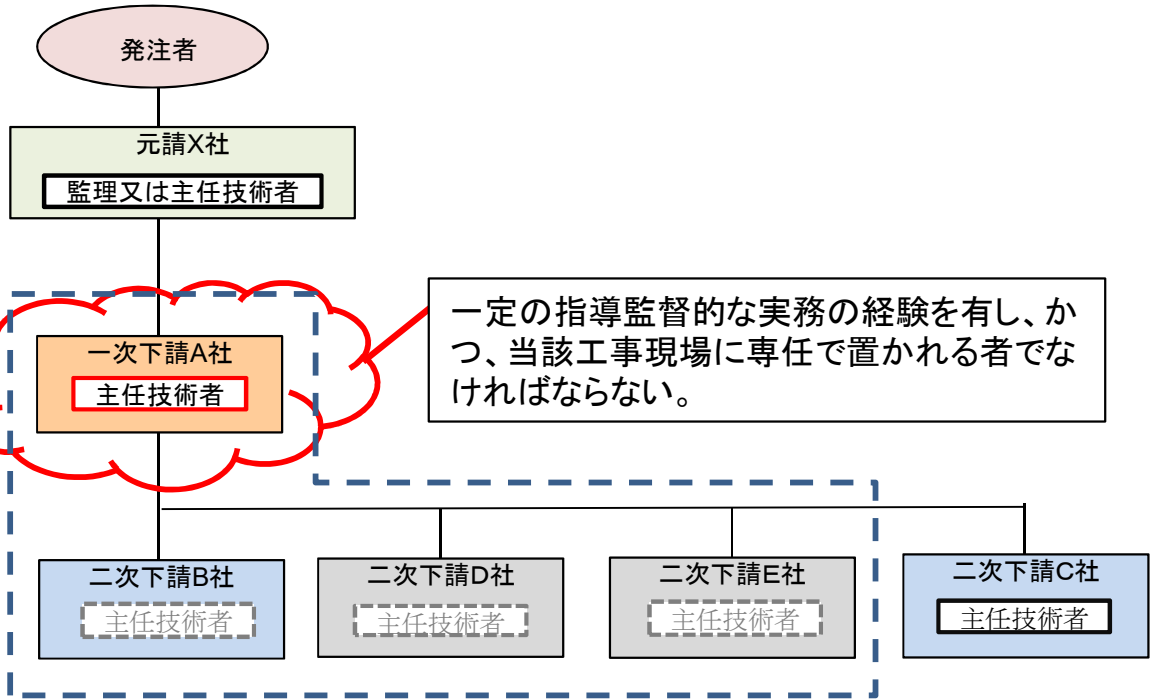 発注者
元請X社
監理又は主任技術者
一定の指導監督的な実務の経験を有し、か
つ、当該工事現場に専任で置かれる者でな
ければならない。
一次下請A社
主任技術者
二次下請B社
主任技術者
二次下請D社
主任技術者
二次下請E社
主任技術者
二次下請C社
主任技術者